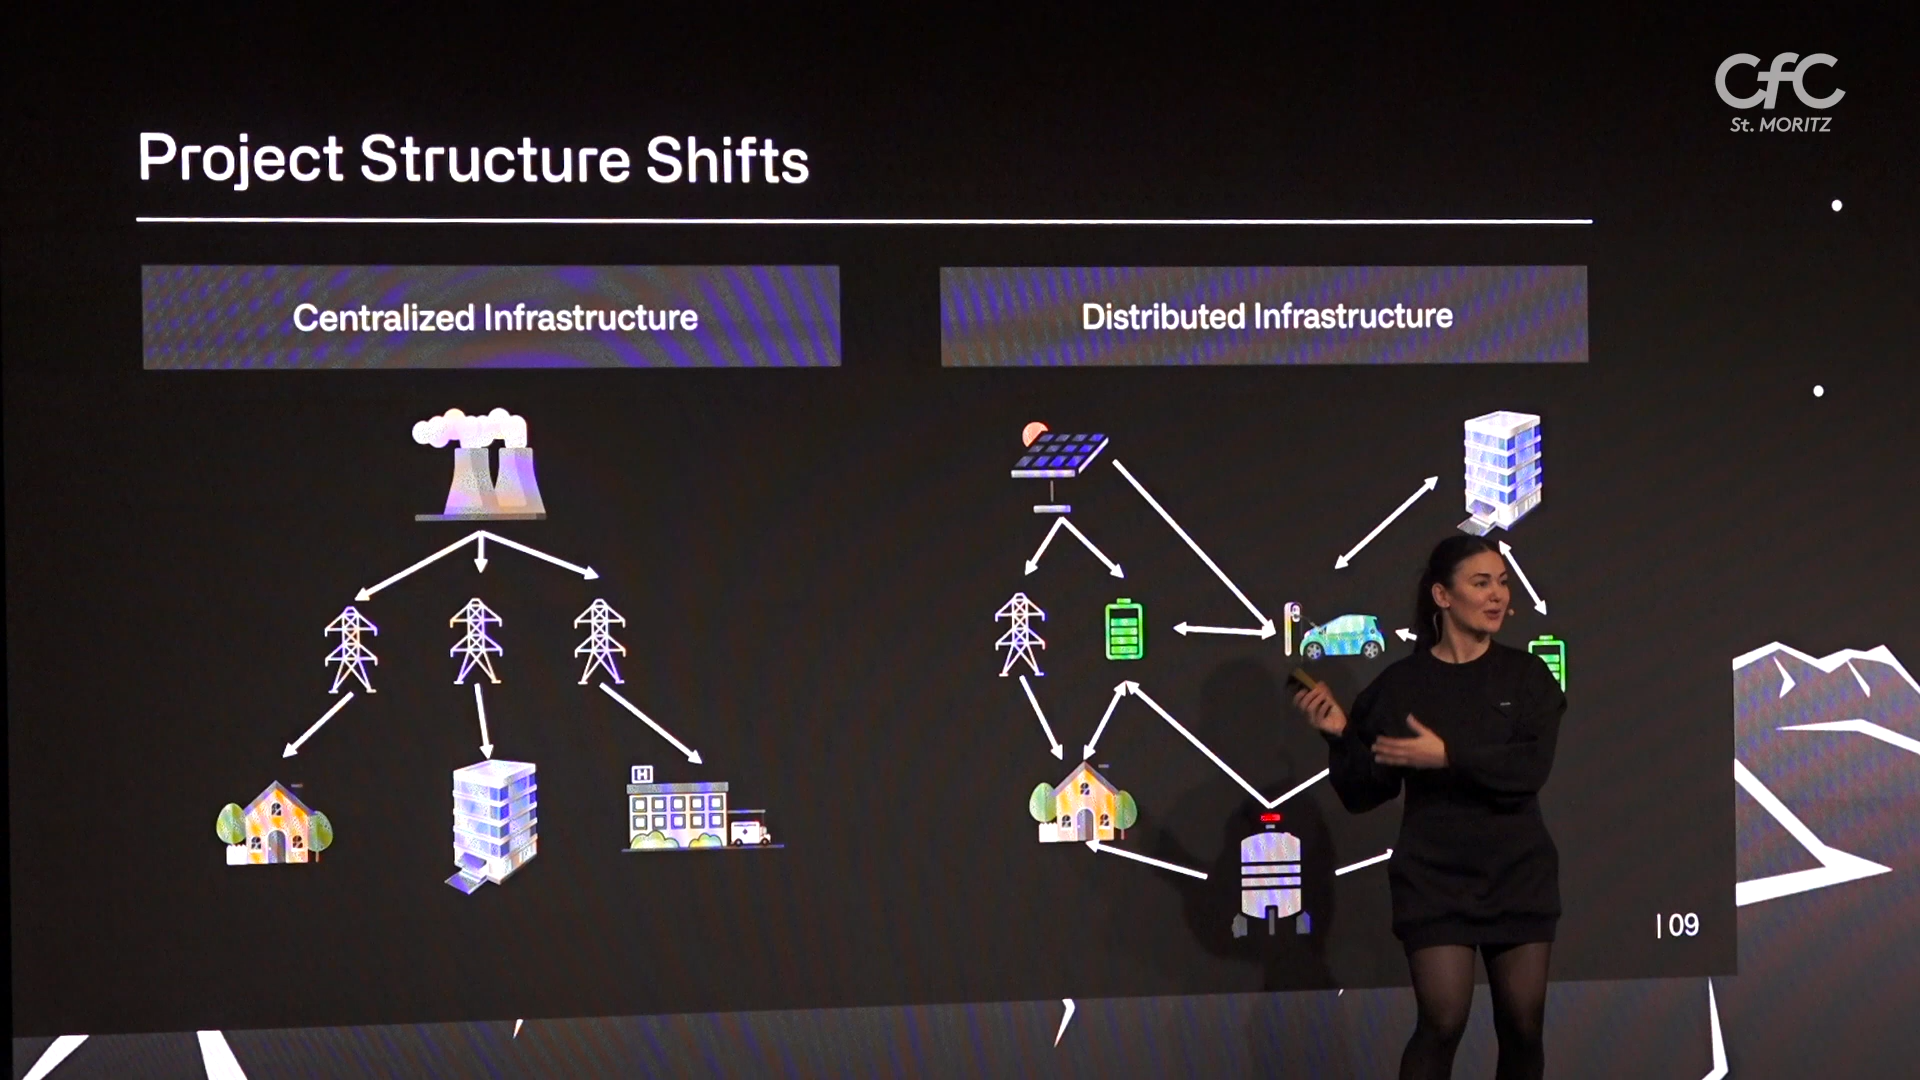 CfC
St. MORITZ
Project Structure Shifts
Centralized Infrastructure
Distributed Infrastructure
H
| 09